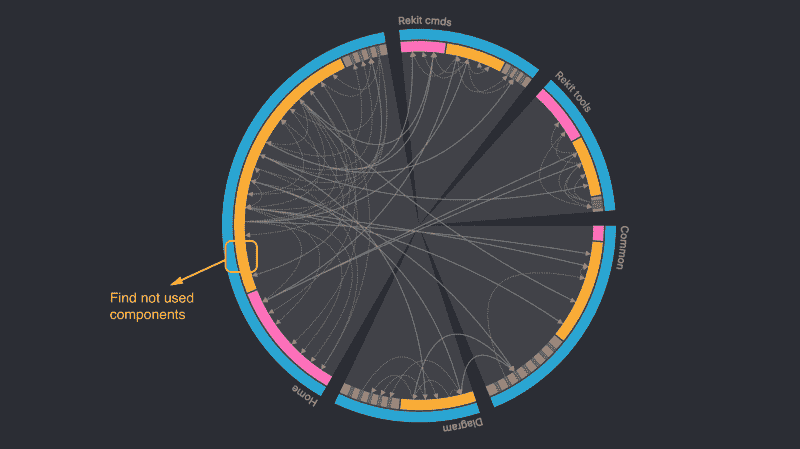 Rekit cmds
Rekit tools
Common
Find not used
components
Home
Diagram